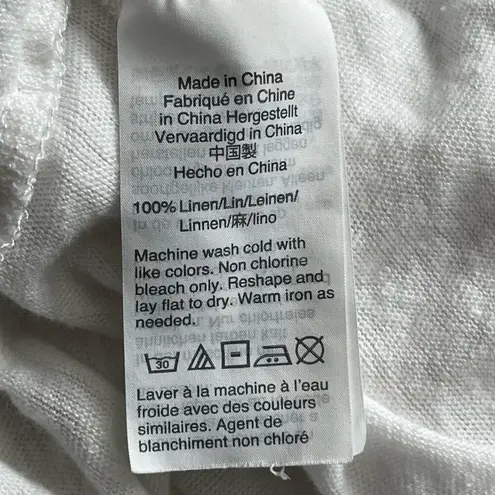 Made in China
Fabriqué en Chine
in China Hergestellt
Vervaardigd in China
中国製
Hecho en China
100% Linen/Lin/Leinen/
Linnen/麻/lino
Machine wash cold with
like colors. Non chlorine
bleach only. Reshape and
lay flat to dry. Warm iron as
needed.
30
Laver à la machine à l'eau
froide avec des couleurs
similaires. Agent de
blanchiment non chloré